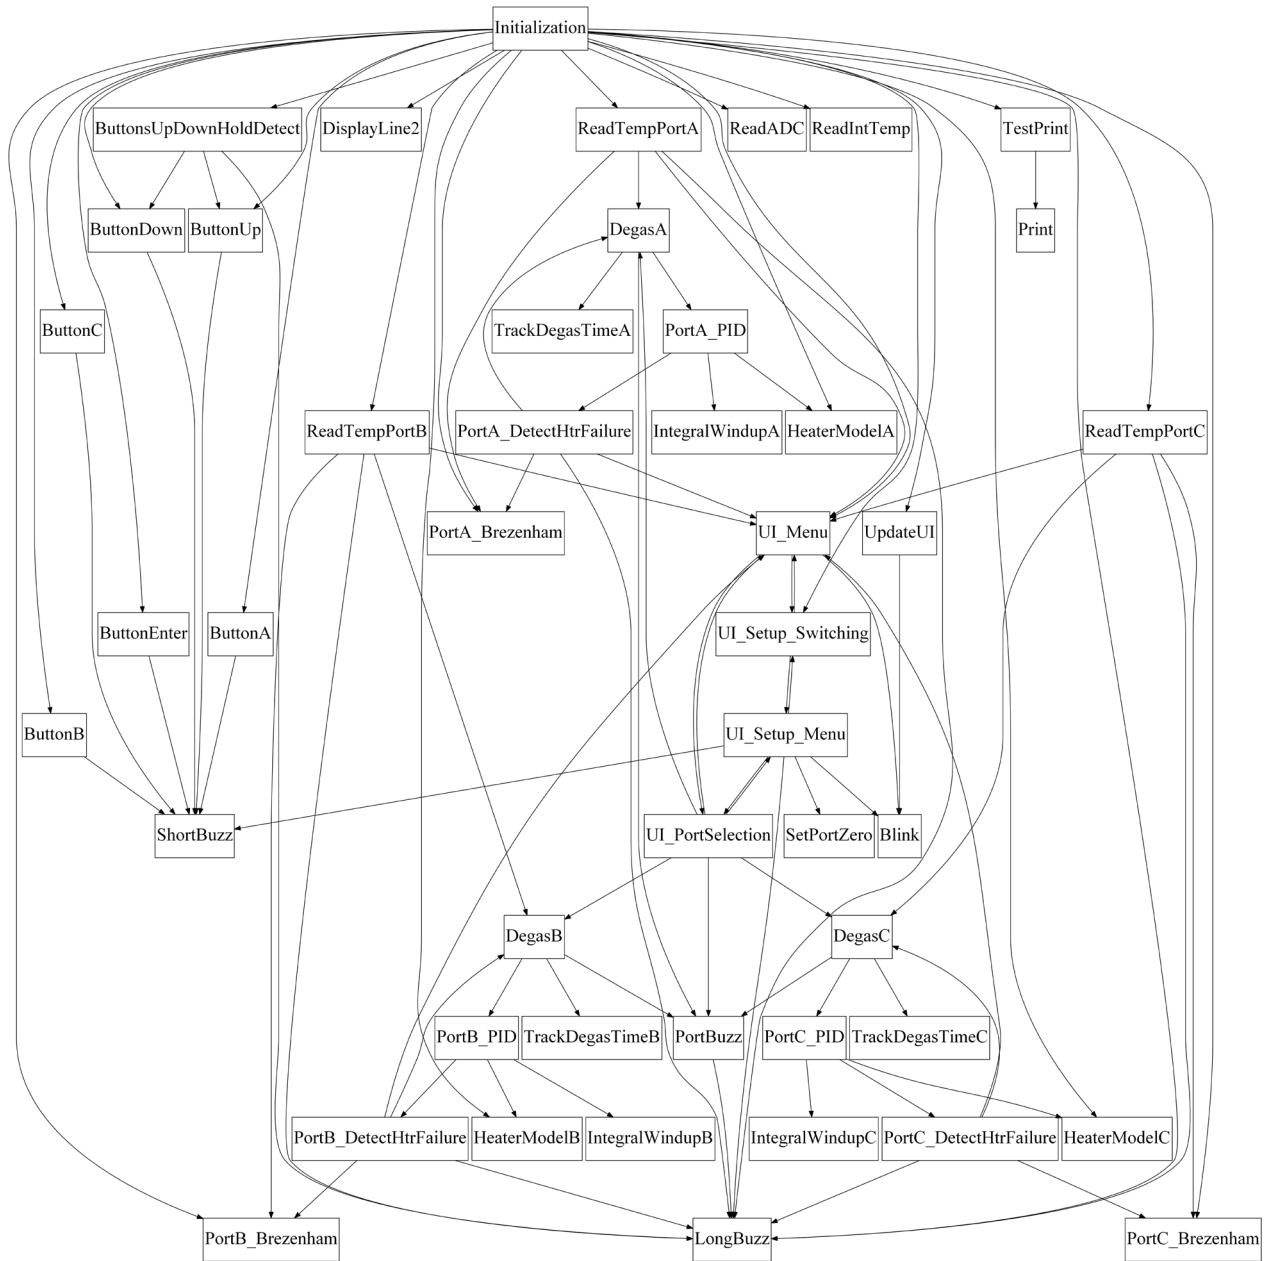 Initialization
ButtonsUpDownHoldDetect
DisplayLine2
ReadTempPortA
ReadADC
ReadIntTemp
TestPrint
ButtonDown
ButtonUp
DegasA
Print
ButtonC
TrackDegasTimeA
PortA_PID
ReadTempPortB
PortA_DetectHtrFailure
IntegralWindupA
HeaterModelA
ReadTempPortC
PortA_Brezenham
UI_Menu
UpdateUI
ButtonEnter
ButtonA
UI_Setup_Switching
ButtonB
UI_Setup_Menu
ShortBuzz
UI_PortSelection
SetPortZero
Blink
DegasB
DegasC
PortB_PID
TrackDegasTimeB
PortBuzz
PortC_PID
TrackDegasTimeC
PortB_DetectHtrFailure
HeaterModelB
IntegralWindupB
IntegralWindupC
PortC_DetectHtrFailure
HeaterModelC
PortB_Brezenham
LongBuzz
PortC_Brezenham